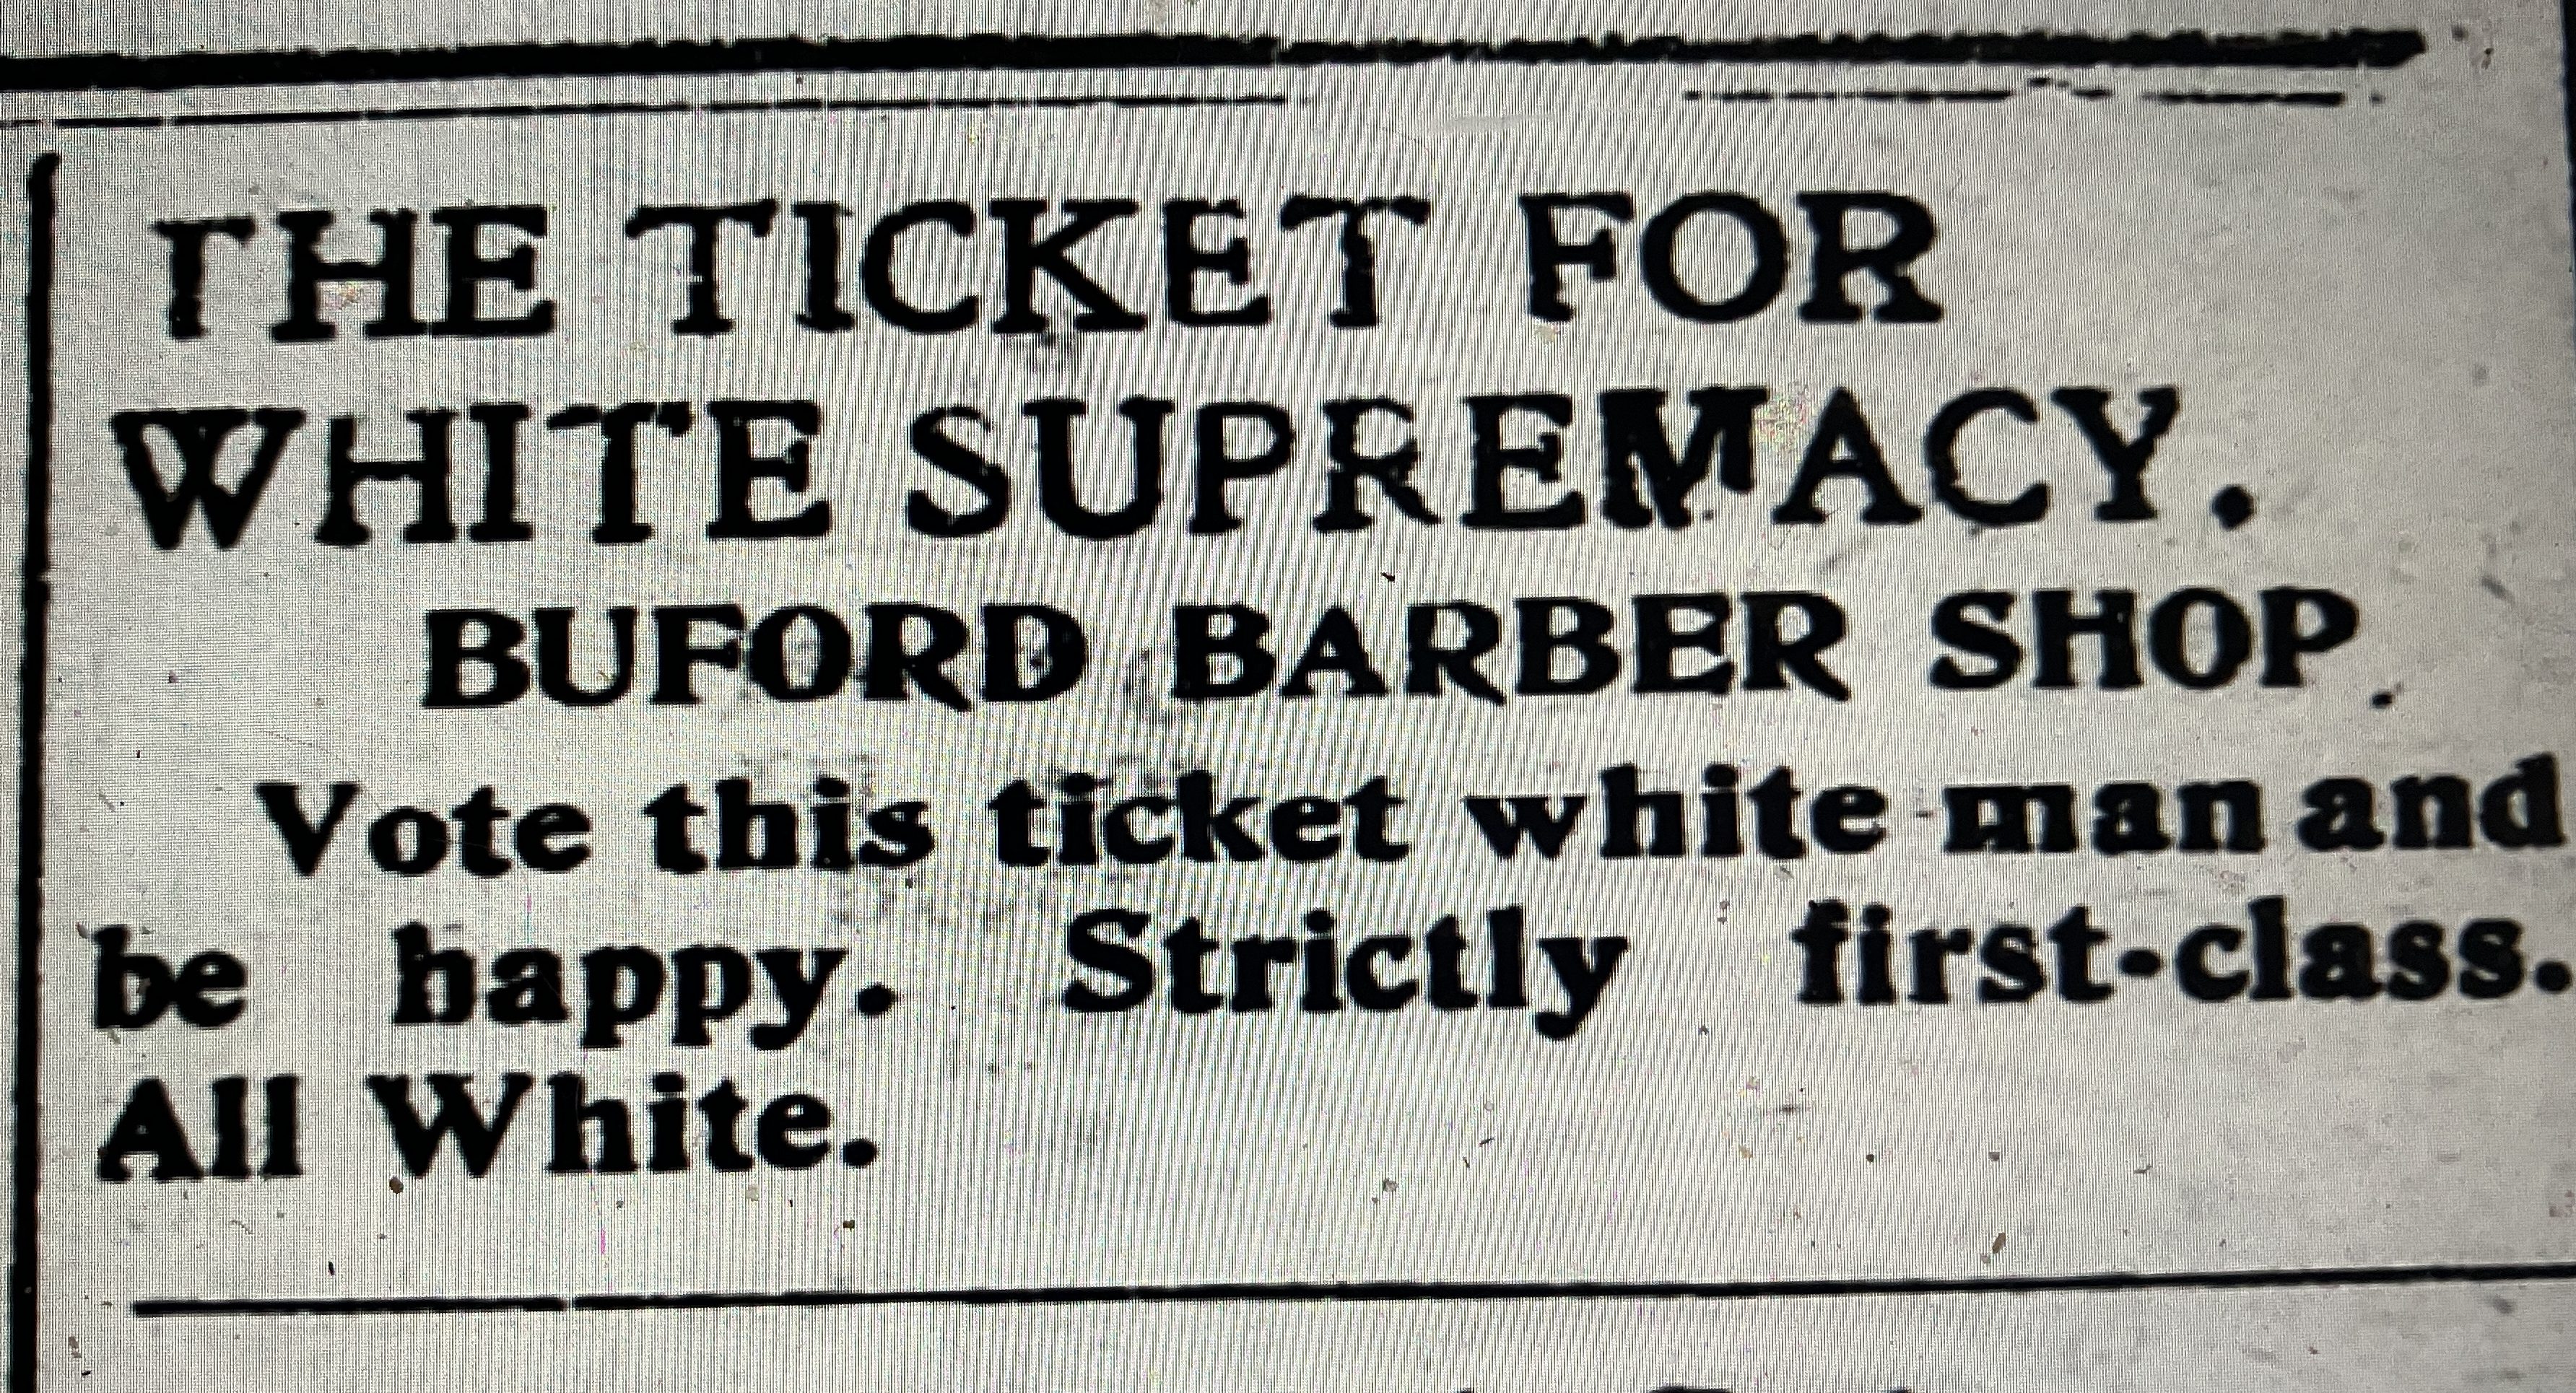 THE TICKET FOR
WHITE SUPREMACY.
BUFORD BARBER SHOP.
Vote this ticket white man and
be happy. Strictly first-class.
All White.